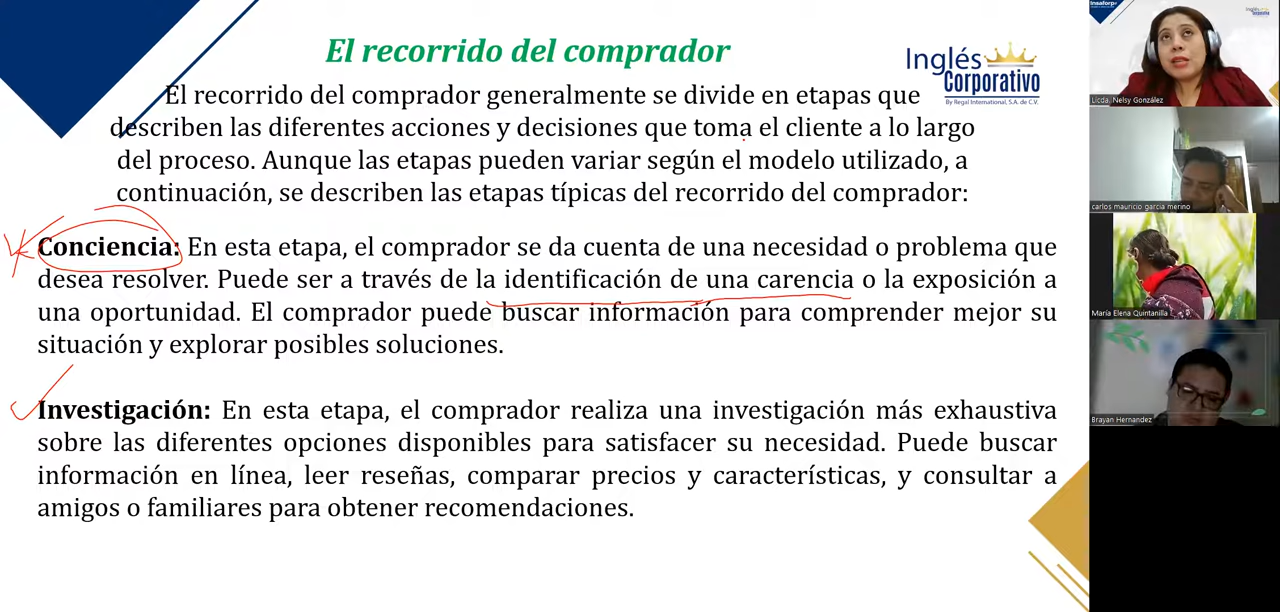 El recorrido del comprador
Inglés
Corporativo
By Regal International, S.A. de C.V.
El recorrido del comprador generalmente se divide en etapas que
describen las diferentes acciones y decisiones que toma el cliente a lo largo
del proceso. Aunque las etapas pueden variar según el modelo utilizado, a
continuación, se describen las etapas típicas del recorrido del comprador:
Conciencia: En esta etapa, el comprador se da cuenta de una necesidad o problema que
desea resolver. Puede ser a través de la identificación de una carencia o la exposición a
una oportunidad. El comprador puede buscar información para comprender mejor su
situación y explorar posibles soluciones.
Investigación: En esta etapa, el comprador realiza una investigación más exhaustiva
sobre las diferentes opciones disponibles para satisfacer su necesidad. Puede buscar
información en línea, leer reseñas, comparar precios y características, y consultar a
amigos o familiares para obtener recomendaciones.
Insaforp
Licda. Nelsy González
carlos mauricio garcia merino
María Elena Quintanilla
Brayan Hernandez